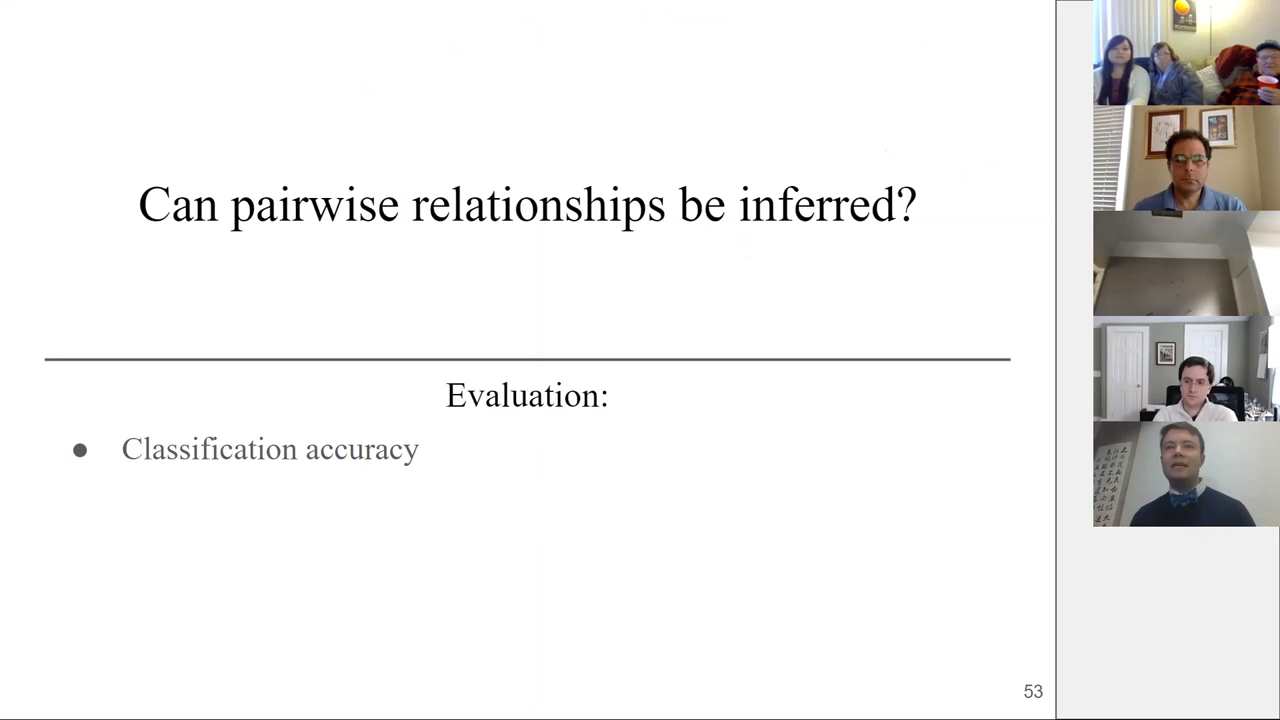 Can pairwise relationships be inferred?
Evaluation:
● Classification accuracy
53